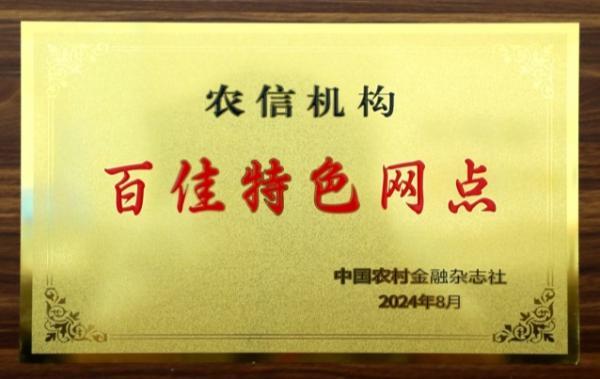 农信机构
百佳特色网点
中国农村金融杂志社
2024年8月